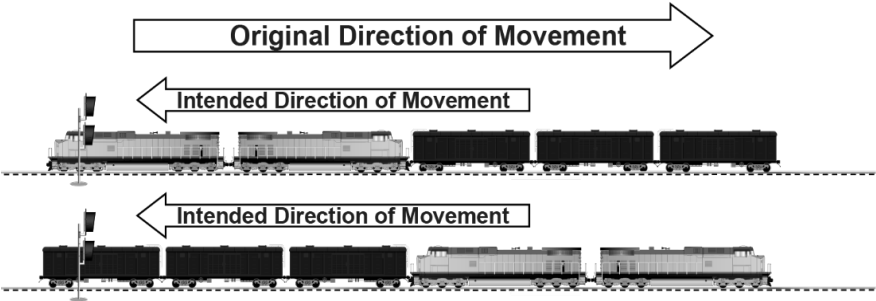 Original Direction of Movement
Intended Direction of Movement
Intended Direction of Movement